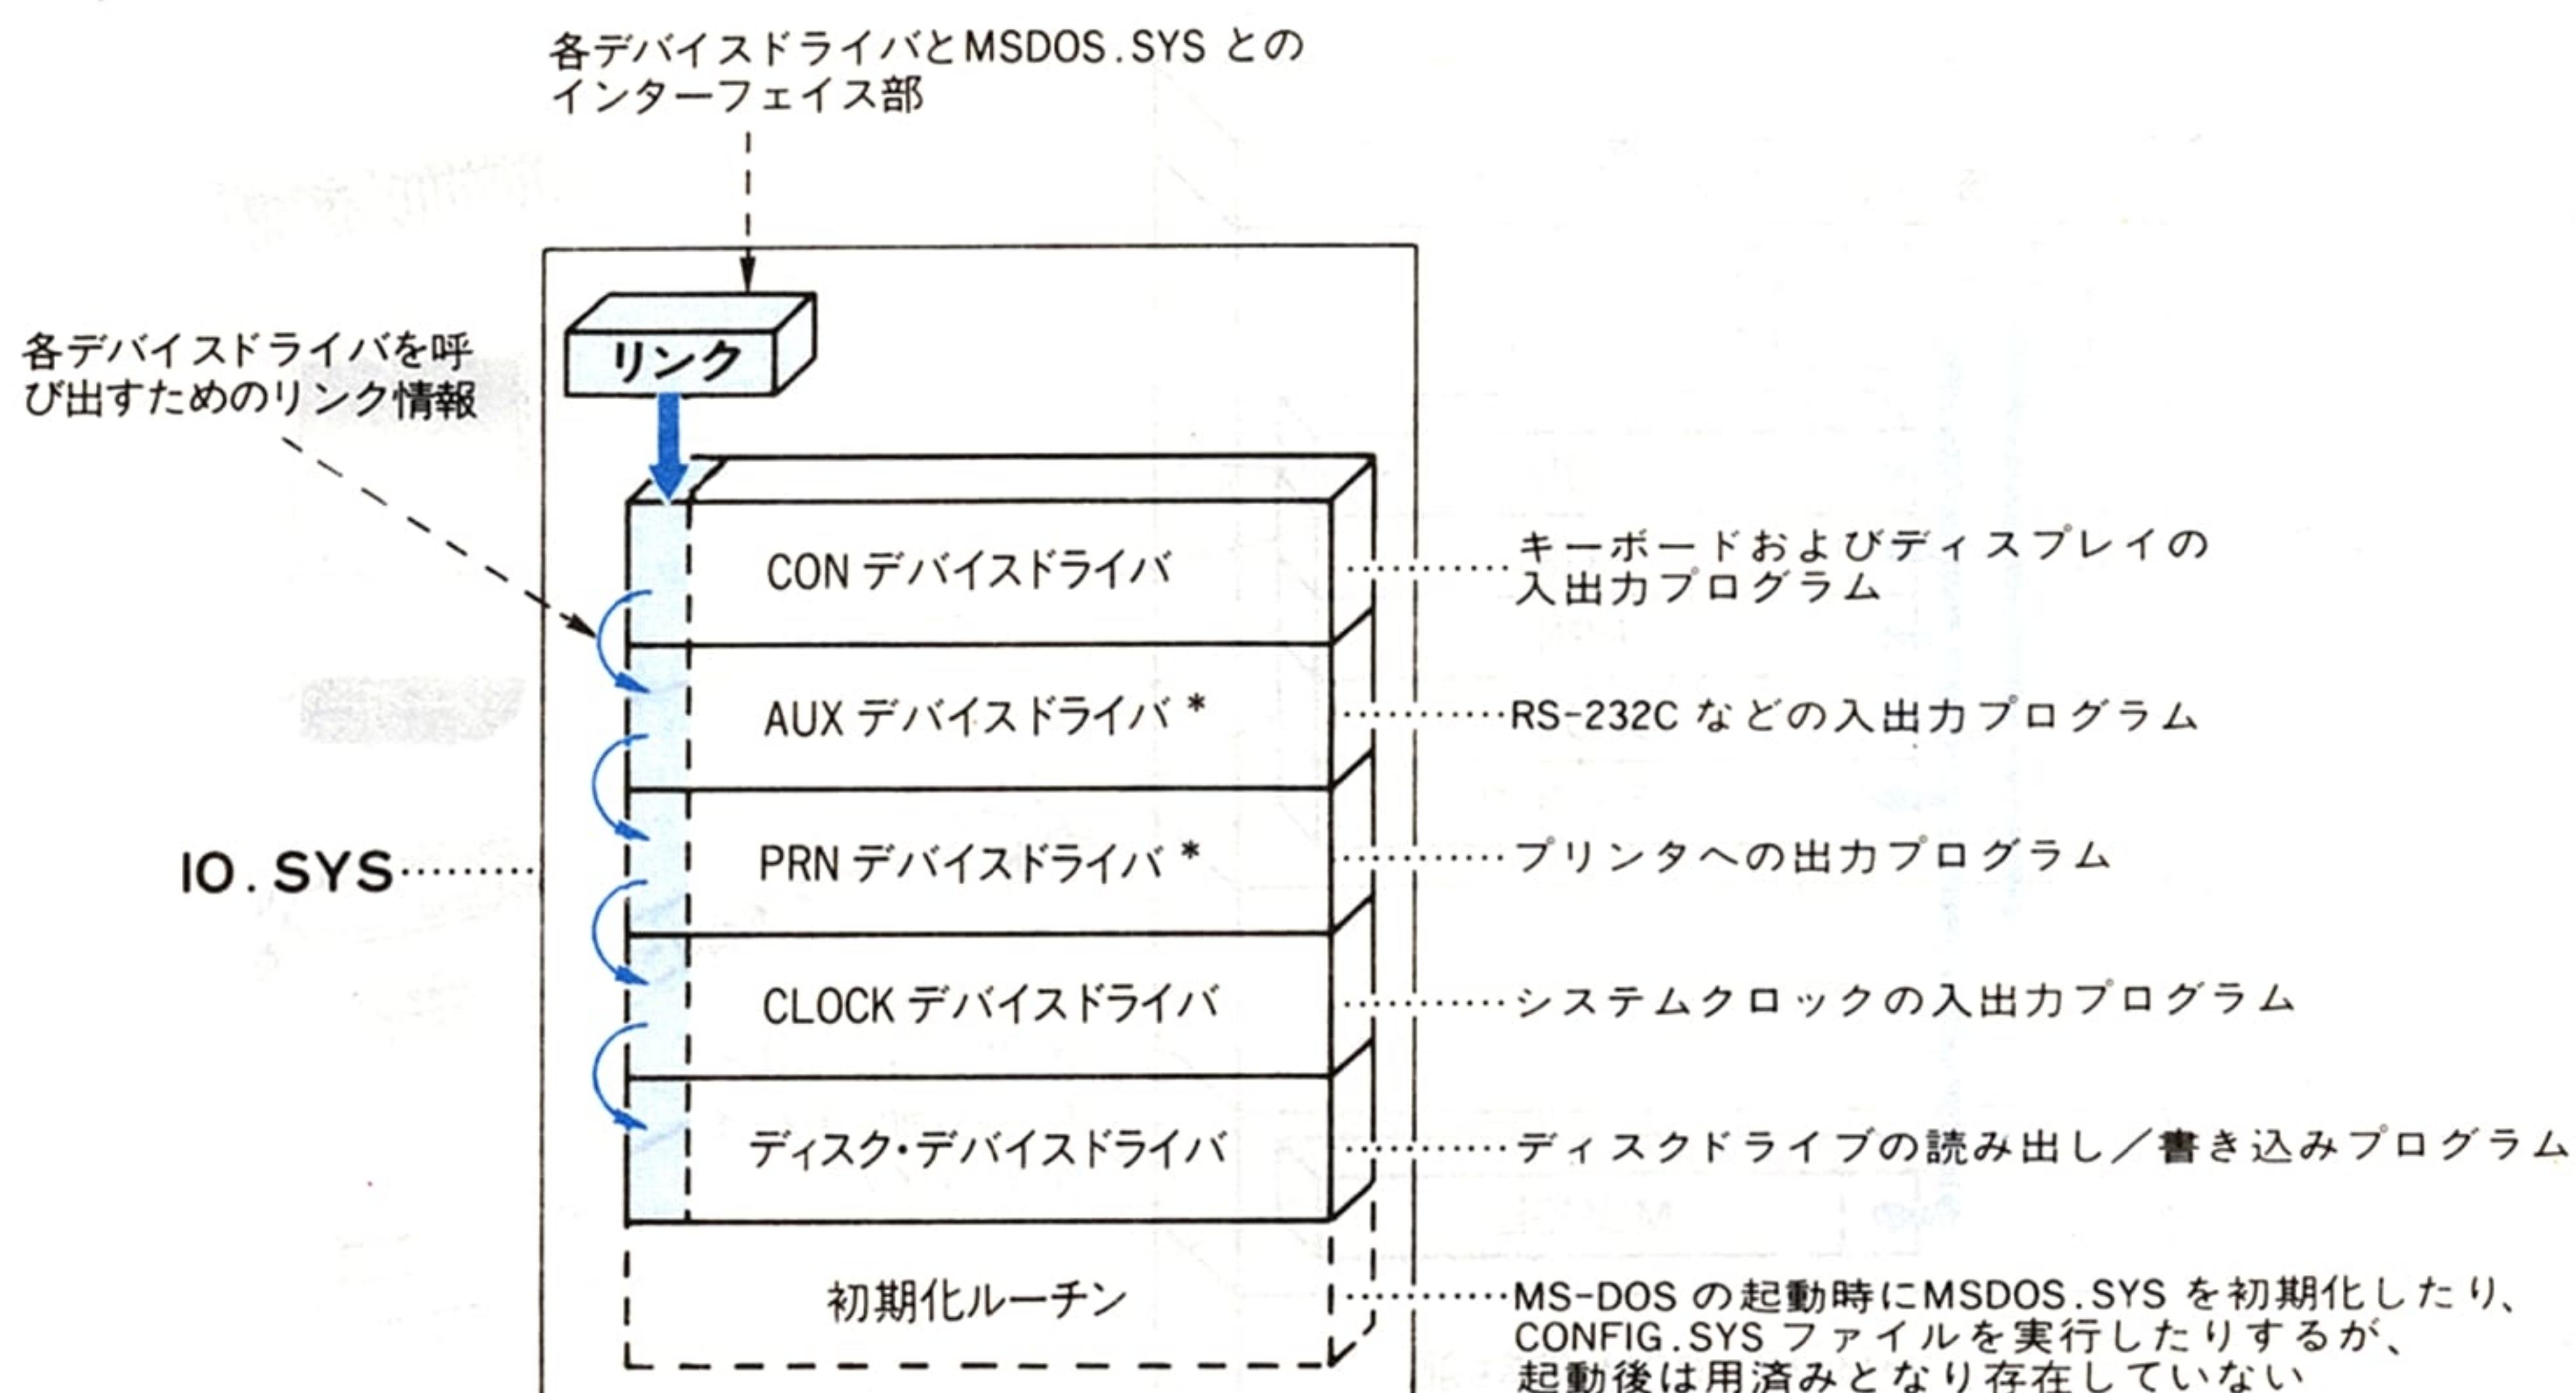 各デバイスドライバとMSDOS.SYS との
インターフェイス部
リンク
各デバイスドライバを呼
び出すためのリンク情報
CON デバイスドライバ
キーボードおよびディスプレイの
入出力プログラム
AUX デバイスドライバ *
RS-232C などの入出力プログラム
PRN デバイスドライバ *
プリンタへの出力プログラム
IO.SYS
CLOCK デバイスドライバ
システムクロックの入出力プログラム
ディスク・デバイスドライバ
ディスクドライブの読み出し／書き込みプログラム
初期化ルーチン
MS-DOS の起動時にMSDOS.SYS を初期化したり、
CONFIG.SYS ファイルを実行したりするが、
起動後は用済みとなり存在していない